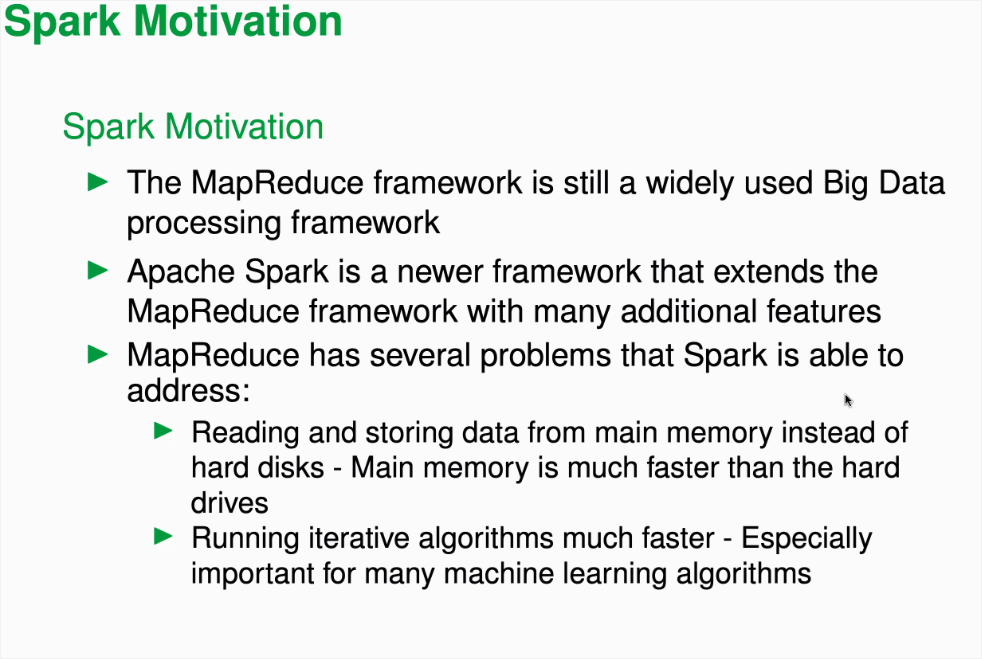 Spark Motivation
Spark Motivation
The MapReduce framework is still a widely used Big Data
processing framework
Apache Spark is a newer framework that extends the
MapReduce framework with many additional features
MapReduce has several problems that Spark is able to
address:
Reading and storing data from main memory instead of
hard disks - Main memory is much faster than the hard
drives
Running iterative algorithms much faster - Especially
important for many machine learning algorithms